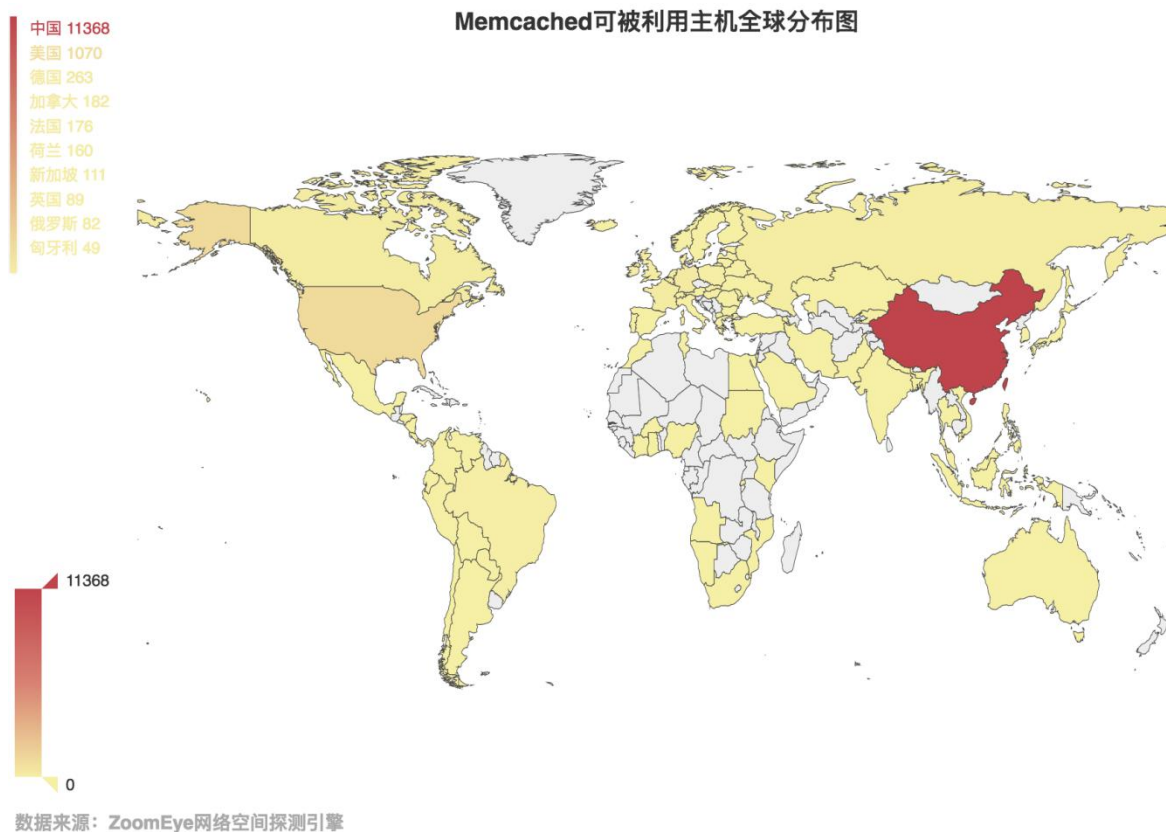 Memcached可被利用主机全球分布图
中国 11368
美国 1070
德国 263
加拿大 182
法国 176
荷兰 160
新加坡 111
英国 89
俄罗斯 82
匈牙利 49
11368
0
数据来源：ZoomEye网络空间探测引擎